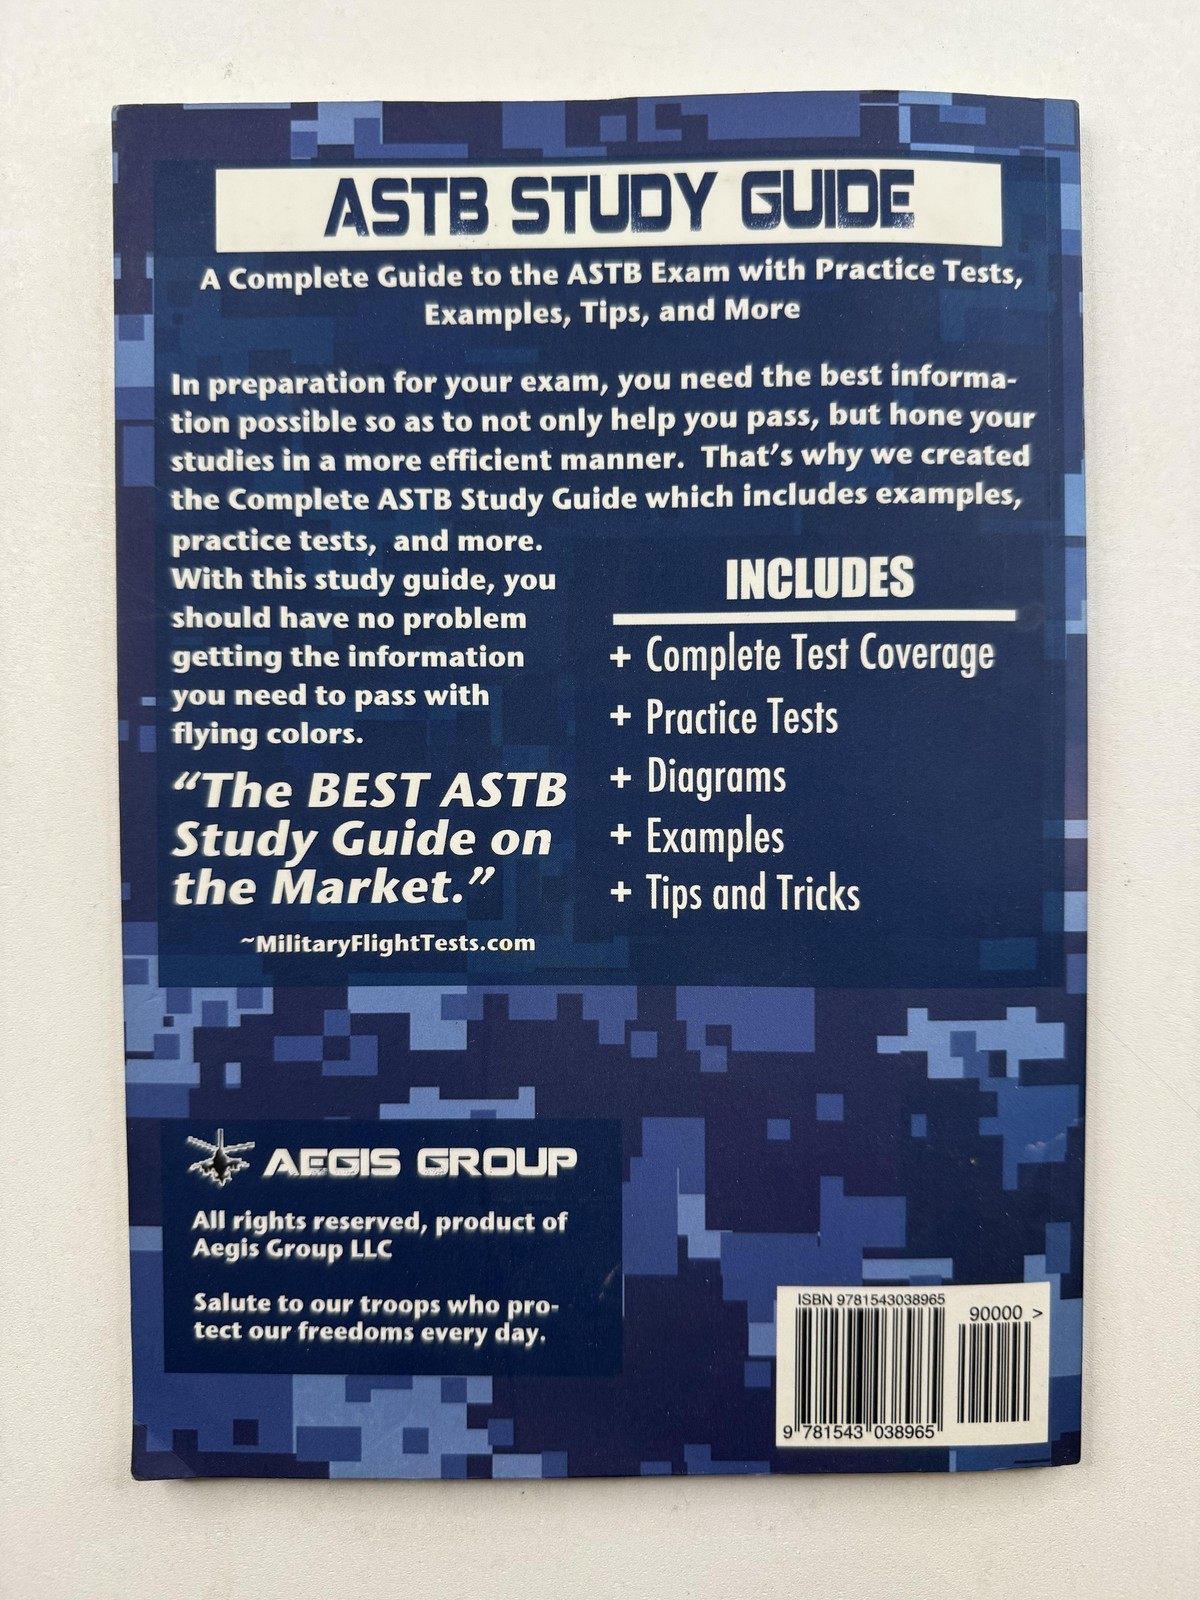 ASTB STUDY GUIDE
A Complete Guide to the ASTB Exam with Practice Tests,
Examples, Tips, and More
In preparation for your exam, you need the best informa-
tion possible so as to not only help you pass, but hone your
studies in a more efficient manner. That's why we created
the Complete ASTB Study Guide which includes examples,
practice tests, and more.
With this study guide, you
should have no problem
getting the information
you need to pass with
flying colors.
“The BEST ASTB
Study Guide on
the Market.”
~MilitaryFlightTests.com
INCLUDES
+ Complete Test Coverage
+ Practice Tests
+ Diagrams
+ Examples
+ Tips and Tricks
AEGIS GROUP
All rights reserved, product of
Aegis Group LLC
Salute to our troops who pro-
tect our freedoms every day.
ISBN 9781543038965
90000 >
9 781543 038965